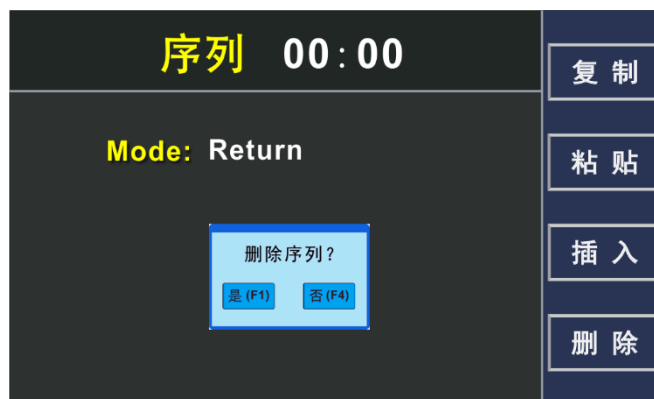 序列 00:00
Mode: Return
删除序列?
是(F1) 否(F4)
复制
粘贴
插入
删除